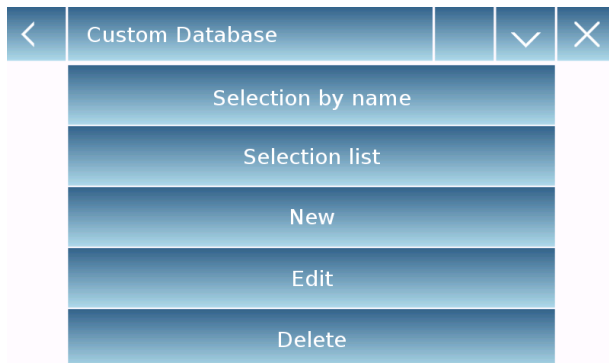 Custom Database
Selection by name
Selection list
New
Edit
Delete